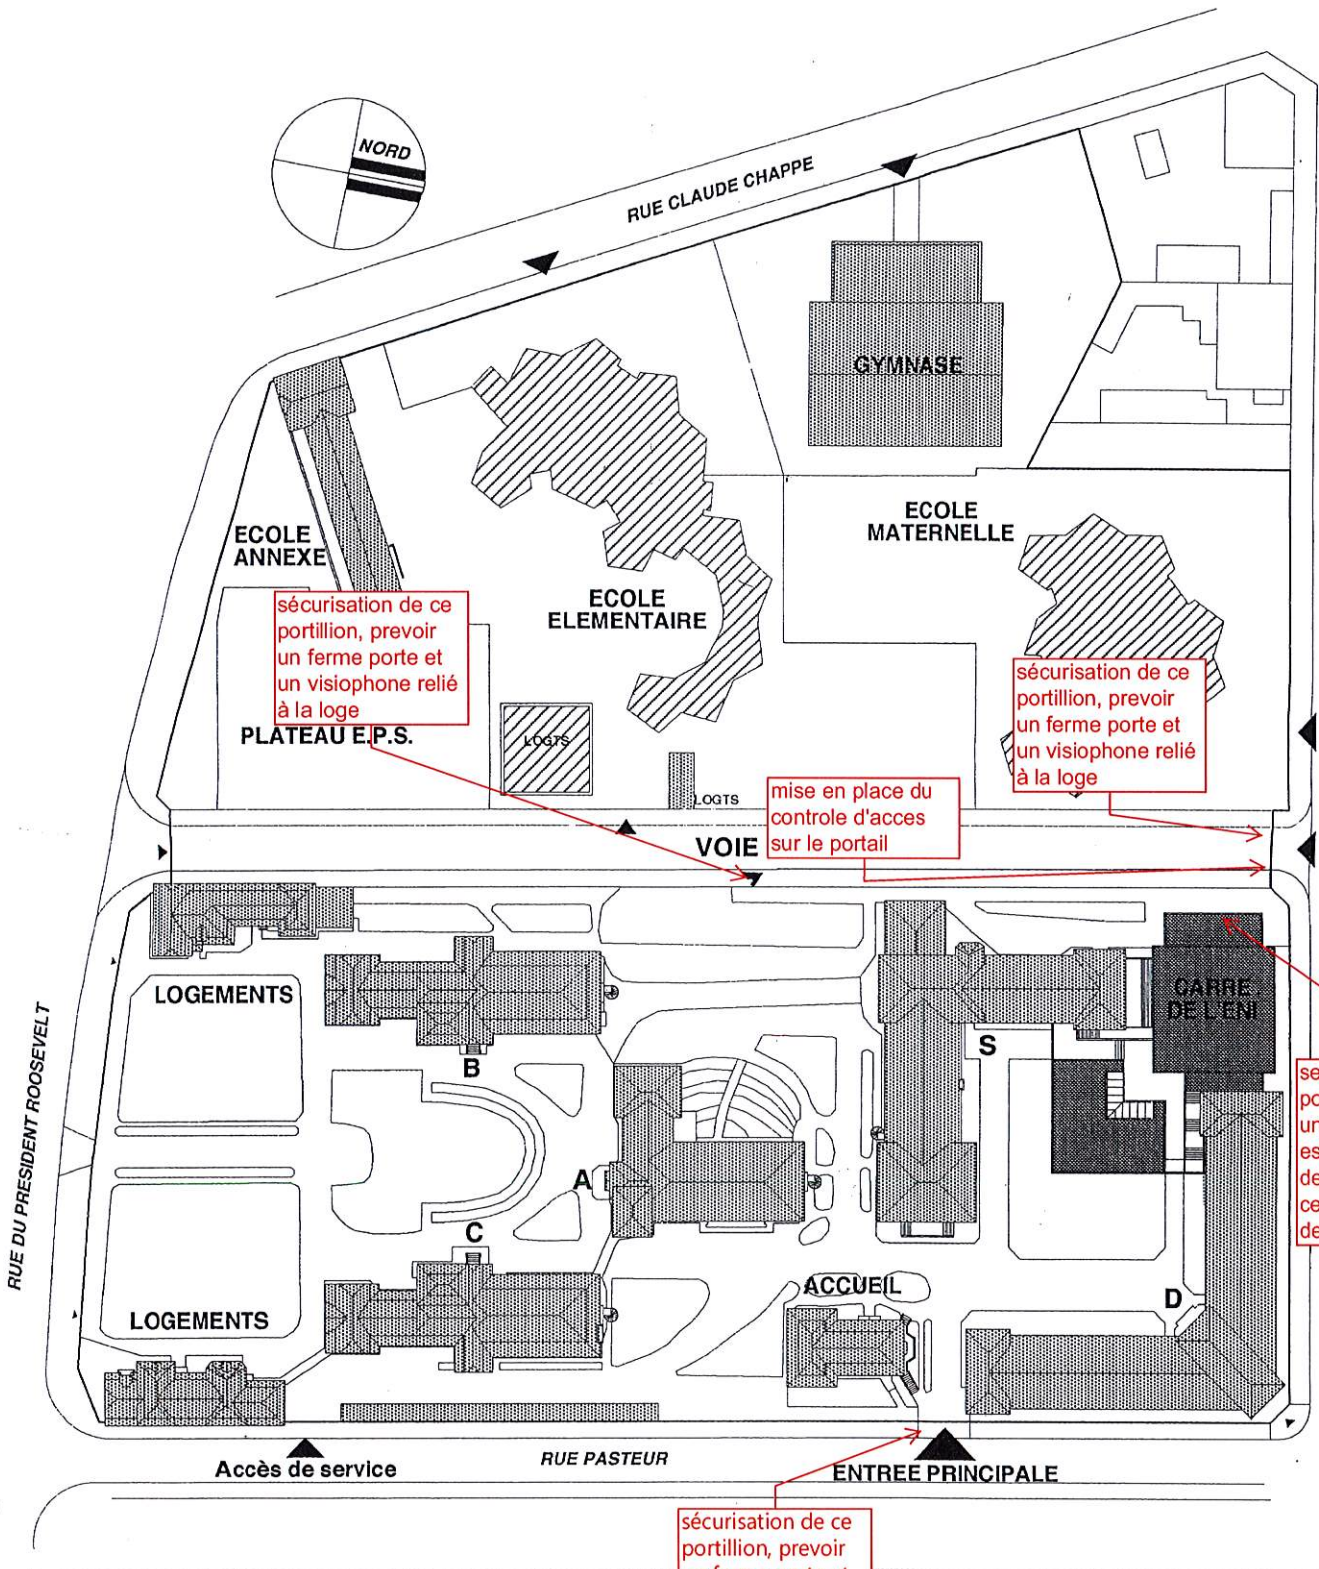 NORD
RUE CLAUDE CHAPPE
GYMNASE
ECOLE
ANNEXE
ECOLE
MATERNELLE
ECOLE
ELEMENTAIRE
sécurisation de ce
portillion, prevoir
un ferme porte et
un visiophone relié
à la loge
sécurisation de ce
portillion, prevoir
un ferme porte et
un visiophone relié
à la loge
PLATEAU E.P.S.
LOGTS
LOGTS
mise en place du
controle d'acces
sur le portail
VOIE
LOGEMENTS
CARRE
DE L'ENI
B
S
RUE DU PRESIDENT ROOSEVELT
A
C
LOGEMENTS
ACCUEIL
D
Accès de service
RUE PASTEUR
ENTREE PRINCIPALE
sécurisation de ce
portillion, prevoir